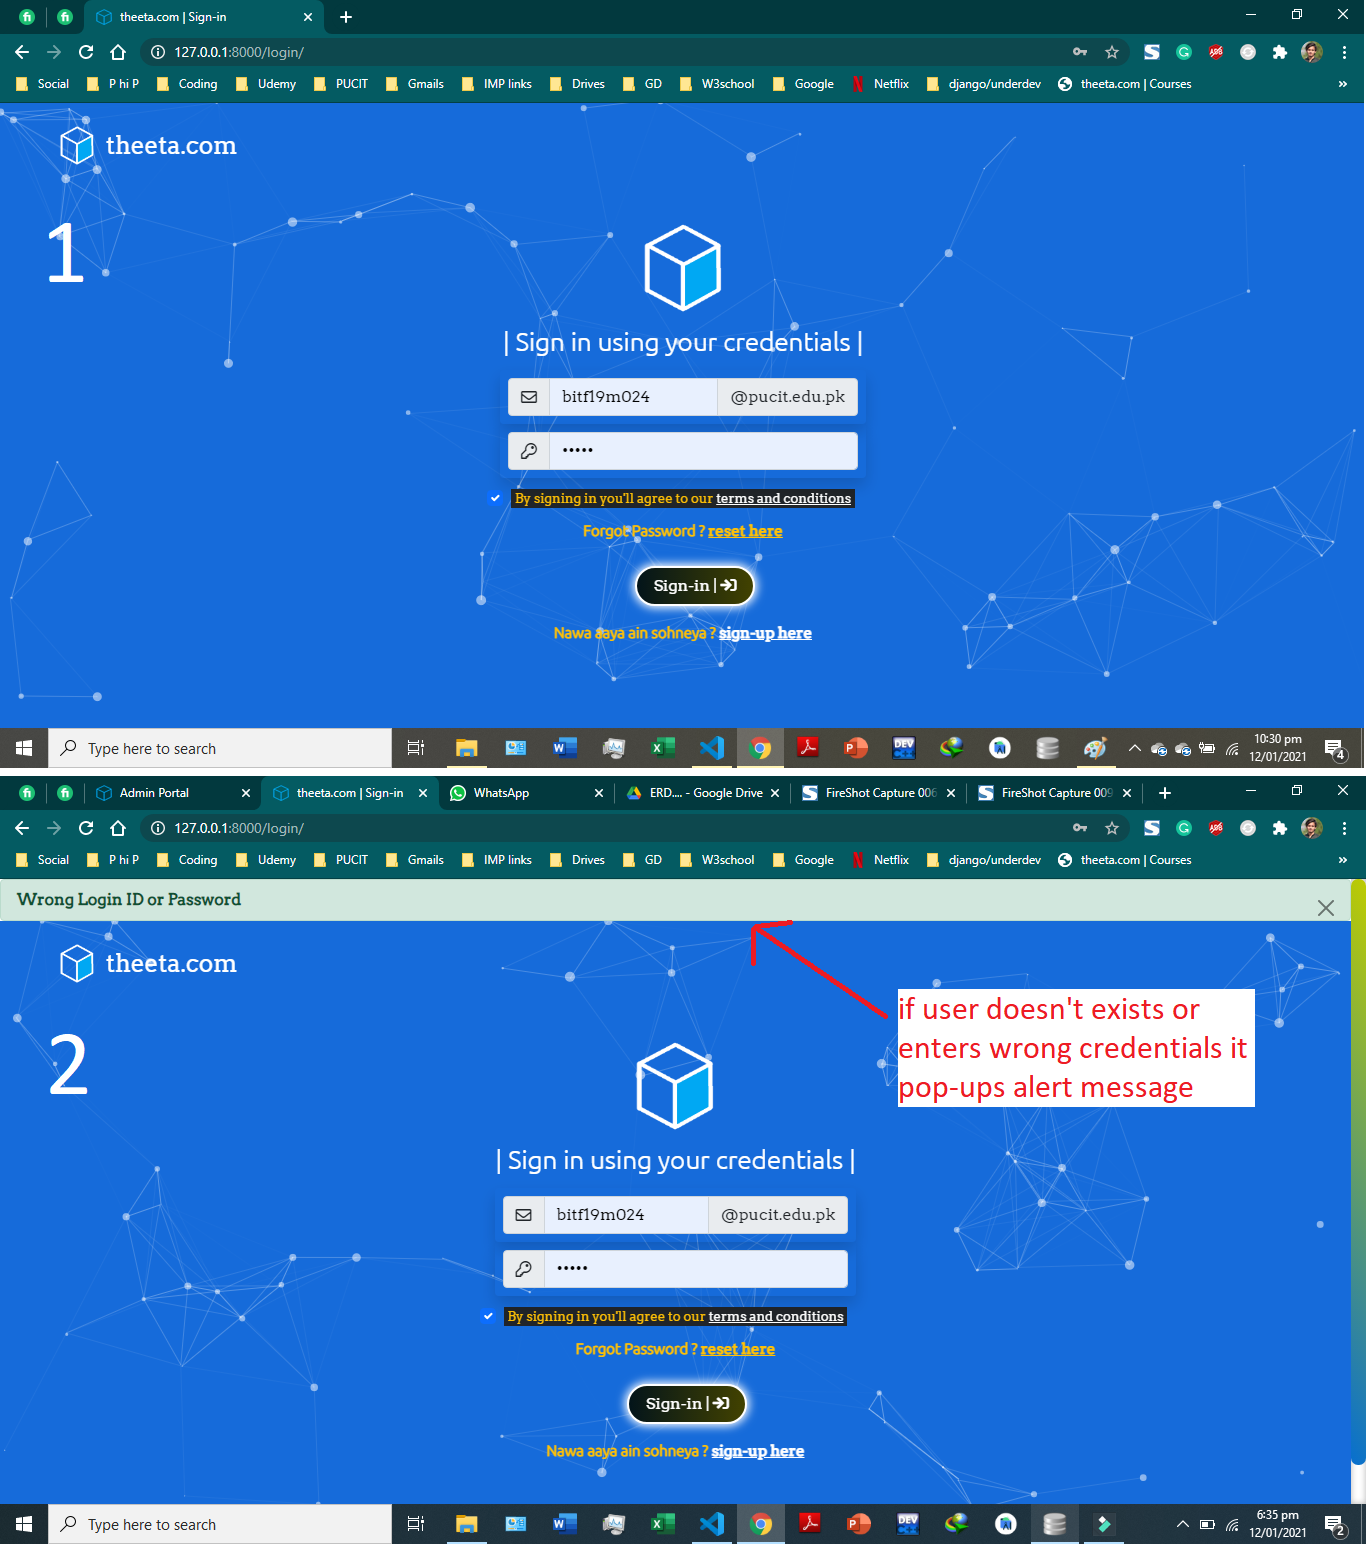 theeta.com | Sign-in
127.0.0.1:8000/login/
Social P hi P Coding Udemy PUCIT Gmails IMP links Drives GD W3school Google Netflix django/underdev theeta.com | Courses »
theeta.com
1
| Sign in using your credentials |
bitf19m024 @pucit.edu.pk
•••••
By signing in you'll agree to our terms and conditions
Forgot Password ? reset here
Sign-in |
Nawa aaya ain sohneya ? sign-up here
Type here to search
10:30 pm
12/01/2021
4
Admin Portal theeta.com | Sign-in WhatsApp ERD.... - Google Drive FireShot Capture 006 FireShot Capture 009
127.0.0.1:8000/login/
Social P hi P Coding Udemy PUCIT Gmails IMP links Drives GD W3school Google Netflix django/underdev theeta.com | Courses »
Wrong Login ID or Password
theeta.com
if user doesn't exists or
enters wrong credentials it
pop-ups alert message
2
| Sign in using your credentials |
bitf19m024 @pucit.edu.pk
•••••
By signing in you'll agree to our terms and conditions
Forgot Password ? reset here
Sign-in |
Nawa aaya ain sohneya ? sign-up here
Type here to search
6:35 pm
12/01/2021
2